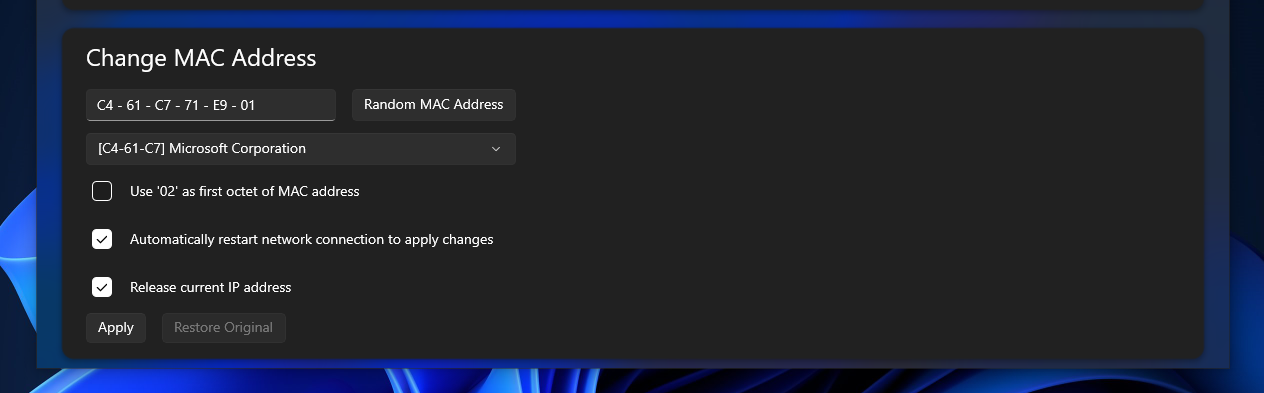 Change MAC Address
C4 - 61 - C7 - 71 - E9 - 01
Random MAC Address
[C4-61-C7] Microsoft Corporation
Use '02' as first octet of MAC address
Automatically restart network connection to apply changes
Release current IP address
Apply
Restore Original